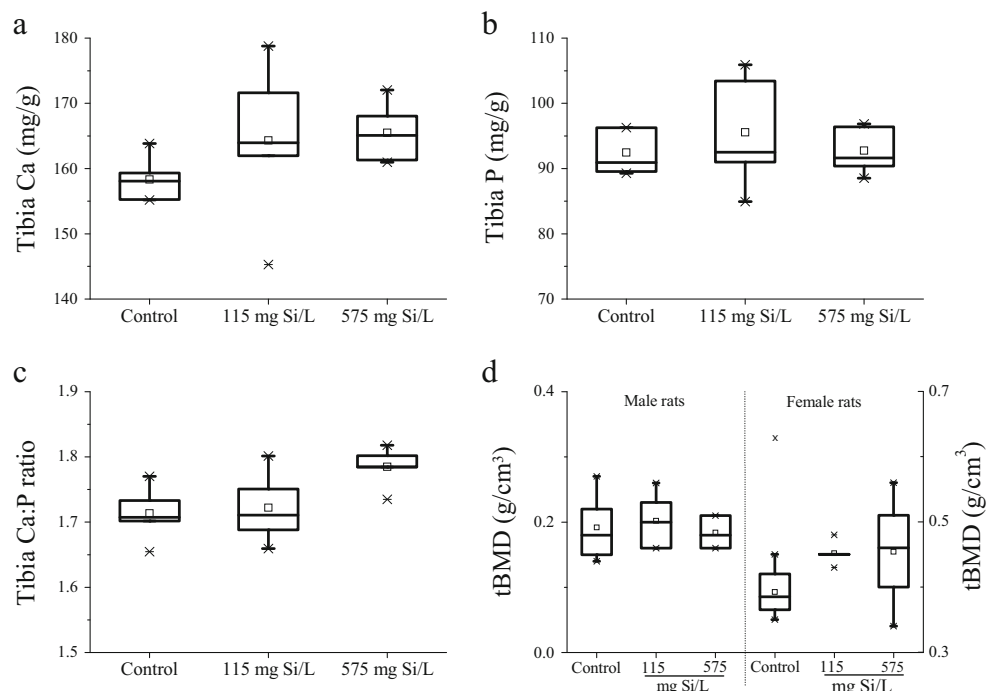 a
180
170
160
150
140
Tibia Ca (mg/g)
Control 115 mg Si/L 575 mg Si/L
b
110
100
90
80
70
Tibia P (mg/g)
Control 115 mg Si/L 575 mg Si/L
c
1.9
1.8
1.7
1.6
1.5
Tibia Ca:P ratio
Control 115 mg Si/L 575 mg Si/L
d
0.4
0.2
0.0
tBMD (g/cm³)
Male rats Female rats
0.7
0.5
0.3
tBMD (g/cm³)
Control 115 575 Control 115 575
mg Si/L mg Si/L